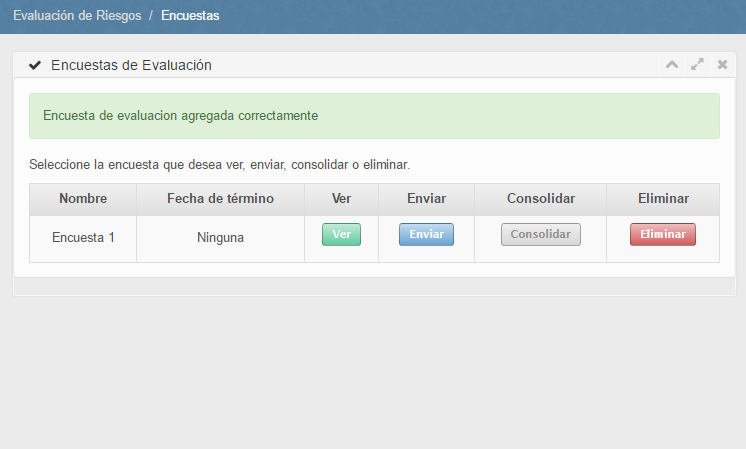 Evaluación de Riesgos / Encuestas
Encuestas de Evaluación
Encuesta de evaluacion agregada correctamente
Seleccione la encuesta que desea ver, enviar, consolidar o eliminar.
Nombre Fecha de término Ver Enviar Consolidar Eliminar
Encuesta 1 Ninguna Ver Enviar Consolidar Eliminar